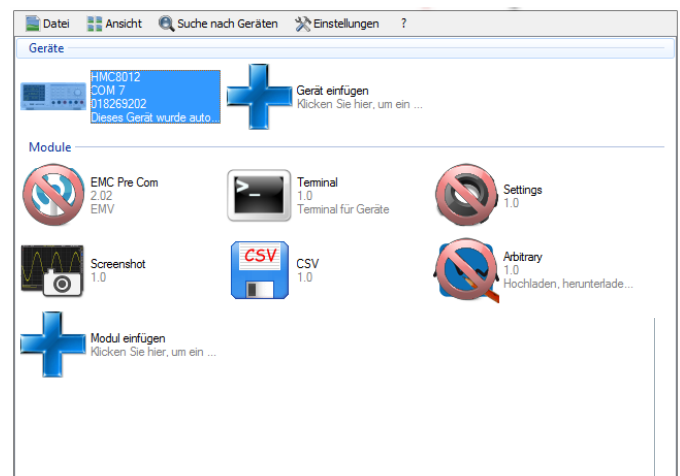 Datei Ansicht Suche nach Geräten Einstellungen ?
Geräte
HMC8012
COM 7
018269202
Dieses Gerät wurde auto...
Gerät einfügen
Klicken Sie hier, um ein ...
Module
EMC Pre Com
2.02
EMV
>_
Terminal
1.0
Terminal für Geräte
Settings
1.0
Screenshot
1.0
CSV
CSV
1.0
Arbitrary
1.0
Hochladen, herunterlade...
Modul einfügen
Klicken Sie hier, um ein ...